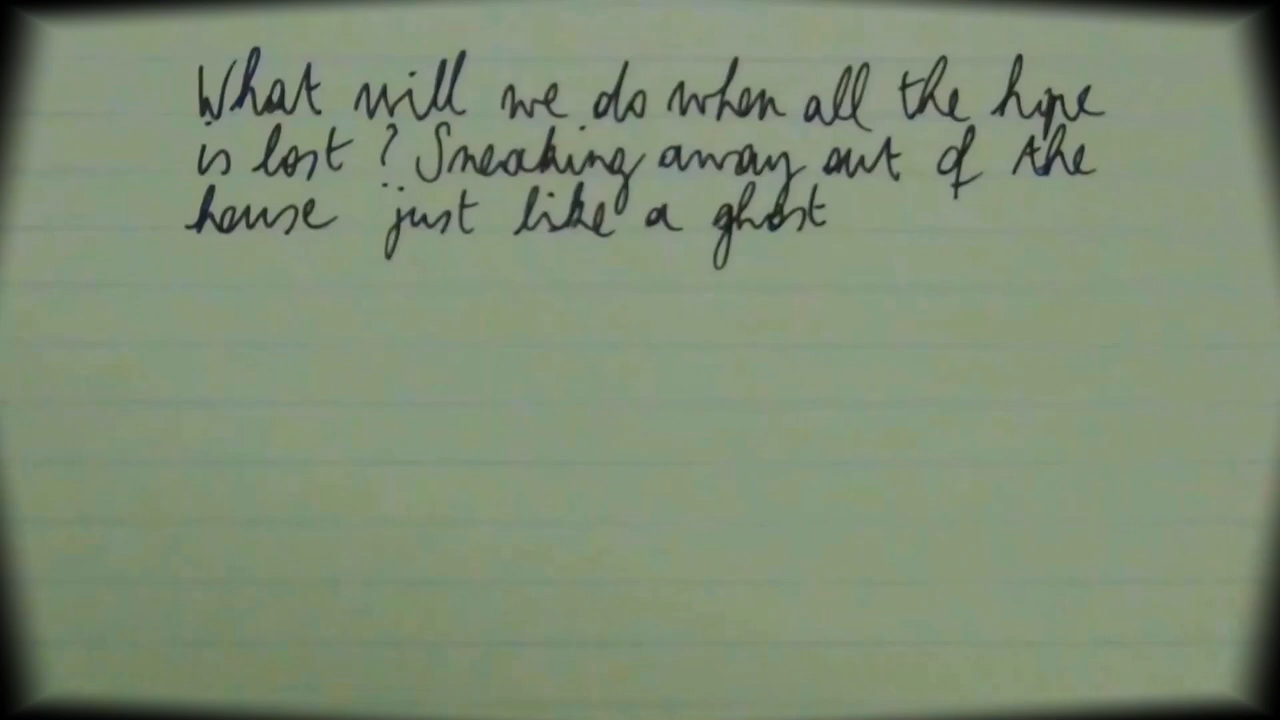 What will we do when all the hope
is lost? Sneaking away out of the
house just like a ghost